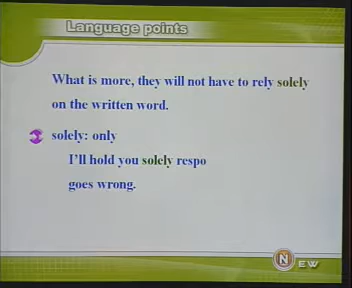 Language points
What is more, they will not have to rely solely
on the written word.
solely: only
I'll hold you solely respo
goes wrong.
N EW